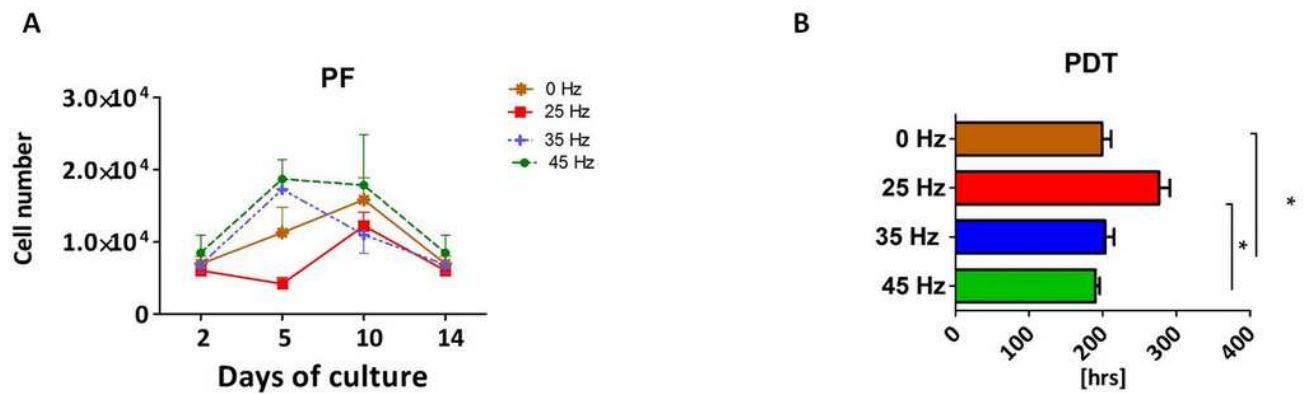 A
PF
Cell number
3.0×10⁴
2.0×10⁴
1.0×10⁴
0
2 5 10 14
Days of culture
0 Hz
25 Hz
35 Hz
45 Hz
B
PDT
0 Hz
25 Hz
35 Hz
45 Hz
0 100 200 300 400
[hrs]
*
*